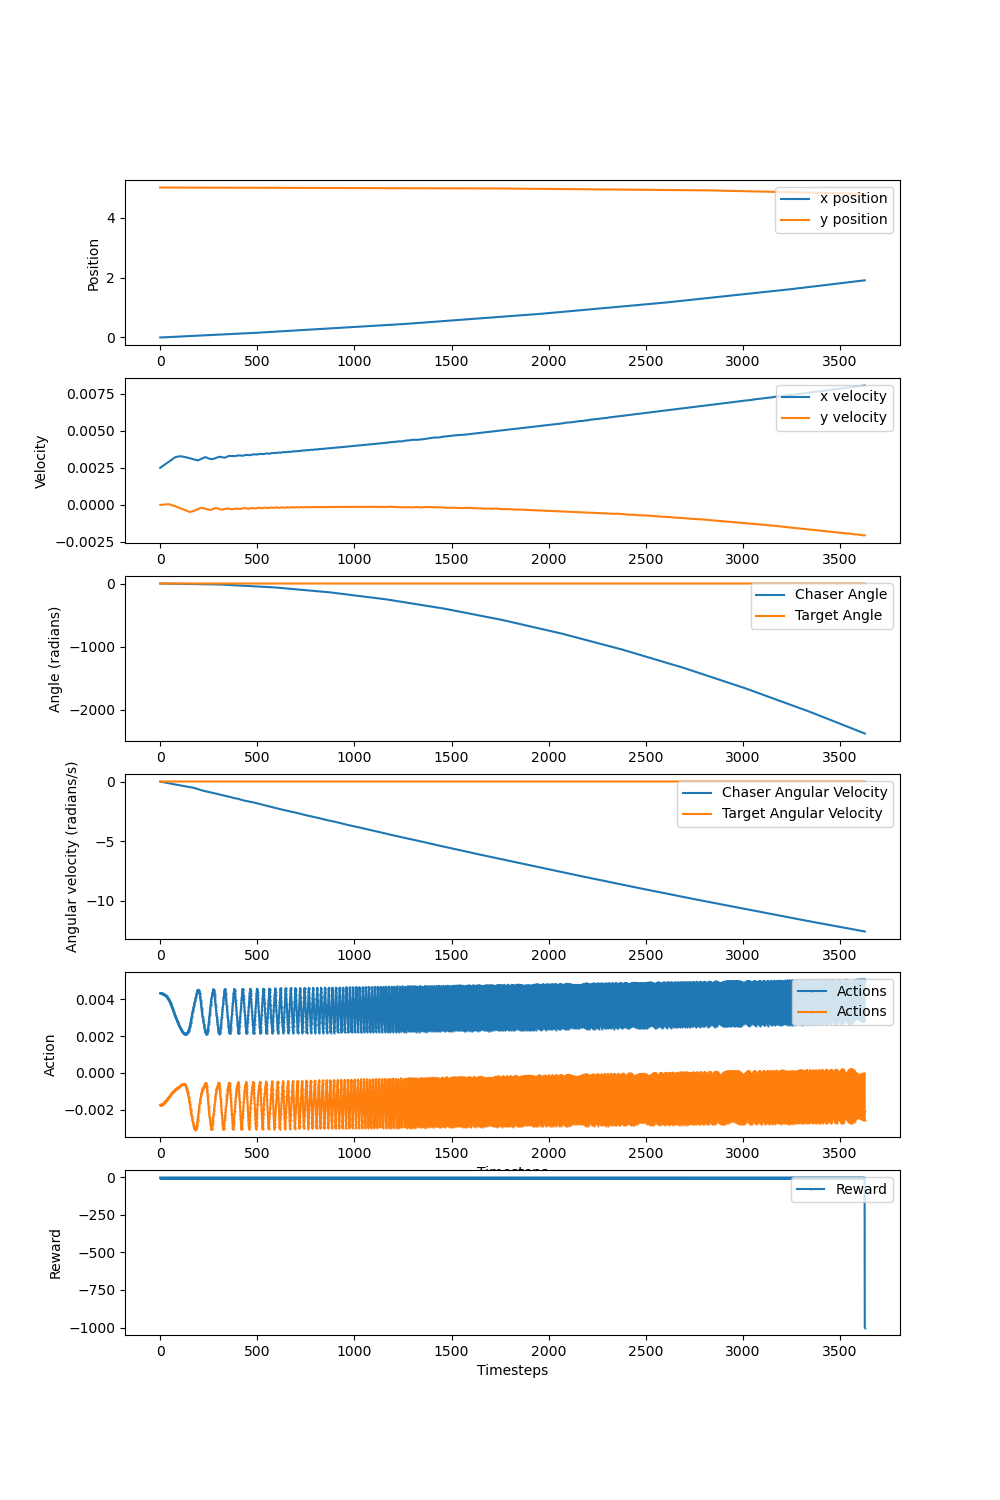 Position
4
2
0
x position
y position
0 500 1000 1500 2000 2500 3000 3500
Velocity
0.0075
0.0050
0.0025
0.0000
−0.0025
x velocity
y velocity
0 500 1000 1500 2000 2500 3000 3500
Angle (radians)
0
−1000
−2000
Chaser Angle
Target Angle
0 500 1000 1500 2000 2500 3000 3500
Angular velocity (radians/s)
0
−5
−10
Chaser Angular Velocity
Target Angular Velocity
0 500 1000 1500 2000 2500 3000 3500
Action
0.004
0.002
0.000
−0.002
Actions
Actions
0 500 1000 1500 2000 2500 3000 3500
Timesteps
Reward
0
−250
−500
−750
−1000
Reward
0 500 1000 1500 2000 2500 3000 3500
Timesteps